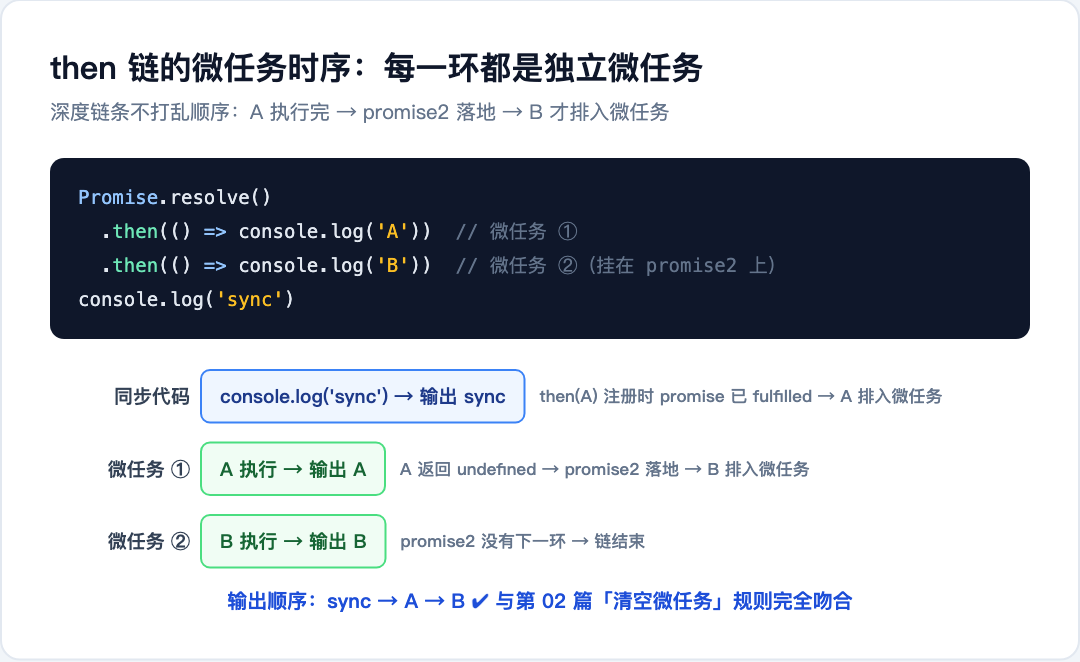 then 链的微任务时序：每一环都是独立微任务
深度链条不打乱顺序：A 执行完 → promise2 落地 → B 才排入微任务
Promise.resolve()
  .then(() => console.log('A'))  // 微任务 ①
  .then(() => console.log('B'))  // 微任务 ②（挂在 promise2 上）
console.log('sync')
同步代码 console.log('sync') → 输出 sync then(A) 注册时 promise 已 fulfilled → A 排入微任务
微任务 ① A 执行 → 输出 A A 返回 undefined → promise2 落地 → B 排入微任务
微任务 ② B 执行 → 输出 B promise2 没有下一环 → 链结束
输出顺序：sync → A → B ✔ 与第 02 篇「清空微任务」规则完全吻合